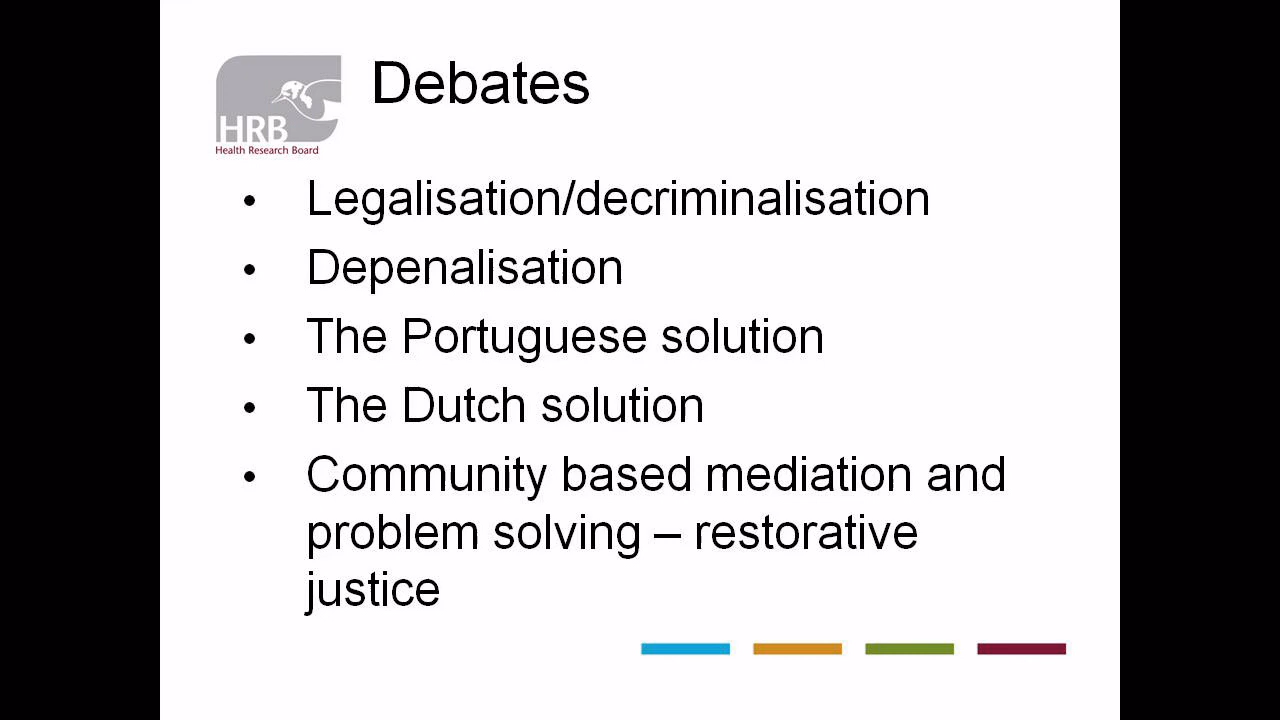 Debates
HRB
Health Research Board
• Legalisation/decriminalisation
• Depenalisation
• The Portuguese solution
• The Dutch solution
• Community based mediation and
problem solving – restorative
justice